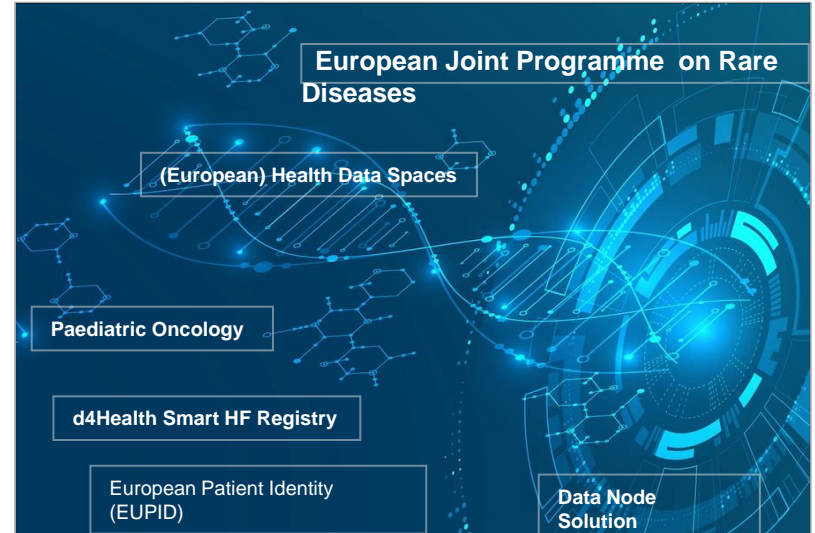 European Joint Programme on Rare
Diseases
(European) Health Data Spaces
Paediatric Oncology
d4Health Smart HF Registry
European Patient Identity
(EUPID)
Data Node
Solution